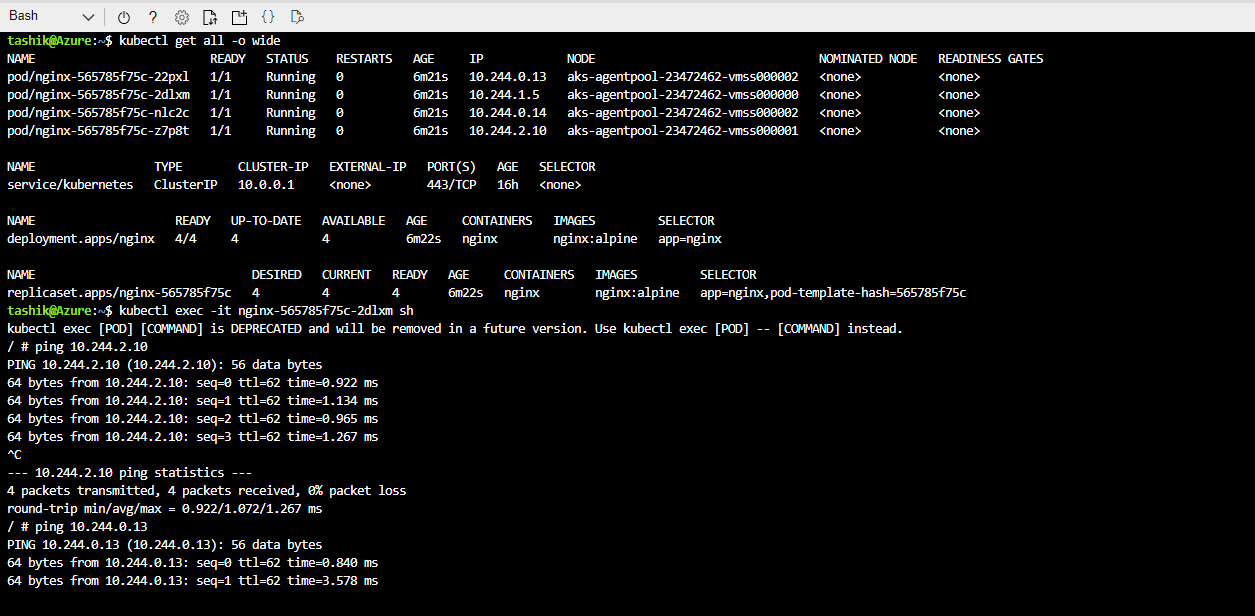 Bash
tashik@Azure:~$ kubectl get all -o wide
NAME READY STATUS RESTARTS AGE IP NODE NOMINATED NODE READINESS GATES
pod/nginx-565785f75c-22pxl 1/1 Running 0 6m21s 10.244.0.13 aks-agentpool-23472462-vmss000002 <none> <none>
pod/nginx-565785f75c-2dlxm 1/1 Running 0 6m21s 10.244.1.5 aks-agentpool-23472462-vmss000000 <none> <none>
pod/nginx-565785f75c-nlc2c 1/1 Running 0 6m21s 10.244.0.14 aks-agentpool-23472462-vmss000002 <none> <none>
pod/nginx-565785f75c-z7p8t 1/1 Running 0 6m21s 10.244.2.10 aks-agentpool-23472462-vmss000001 <none> <none>
NAME TYPE CLUSTER-IP EXTERNAL-IP PORT(S) AGE SELECTOR
service/kubernetes ClusterIP 10.0.0.1 <none> 443/TCP 16h <none>
NAME READY UP-TO-DATE AVAILABLE AGE CONTAINERS IMAGES SELECTOR
deployment.apps/nginx 4/4 4 4 6m22s nginx nginx:alpine app=nginx
NAME DESIRED CURRENT READY AGE CONTAINERS IMAGES SELECTOR
replicaset.apps/nginx-565785f75c 4 4 4 6m22s nginx nginx:alpine app=nginx,pod-template-hash=565785f75c
tashik@Azure:~$ kubectl exec -it nginx-565785f75c-2dlxm sh
kubectl exec [POD] [COMMAND] is DEPRECATED and will be removed in a future version. Use kubectl exec [POD] -- [COMMAND] instead.
/ # ping 10.244.2.10
PING 10.244.2.10 (10.244.2.10): 56 data bytes
64 bytes from 10.244.2.10: seq=0 ttl=62 time=0.922 ms
64 bytes from 10.244.2.10: seq=1 ttl=62 time=1.134 ms
64 bytes from 10.244.2.10: seq=2 ttl=62 time=0.965 ms
64 bytes from 10.244.2.10: seq=3 ttl=62 time=1.267 ms
^C
--- 10.244.2.10 ping statistics ---
4 packets transmitted, 4 packets received, 0% packet loss
round-trip min/avg/max = 0.922/1.072/1.267 ms
/ # ping 10.244.0.13
PING 10.244.0.13 (10.244.0.13): 56 data bytes
64 bytes from 10.244.0.13: seq=0 ttl=62 time=0.840 ms
64 bytes from 10.244.0.13: seq=1 ttl=62 time=3.578 ms